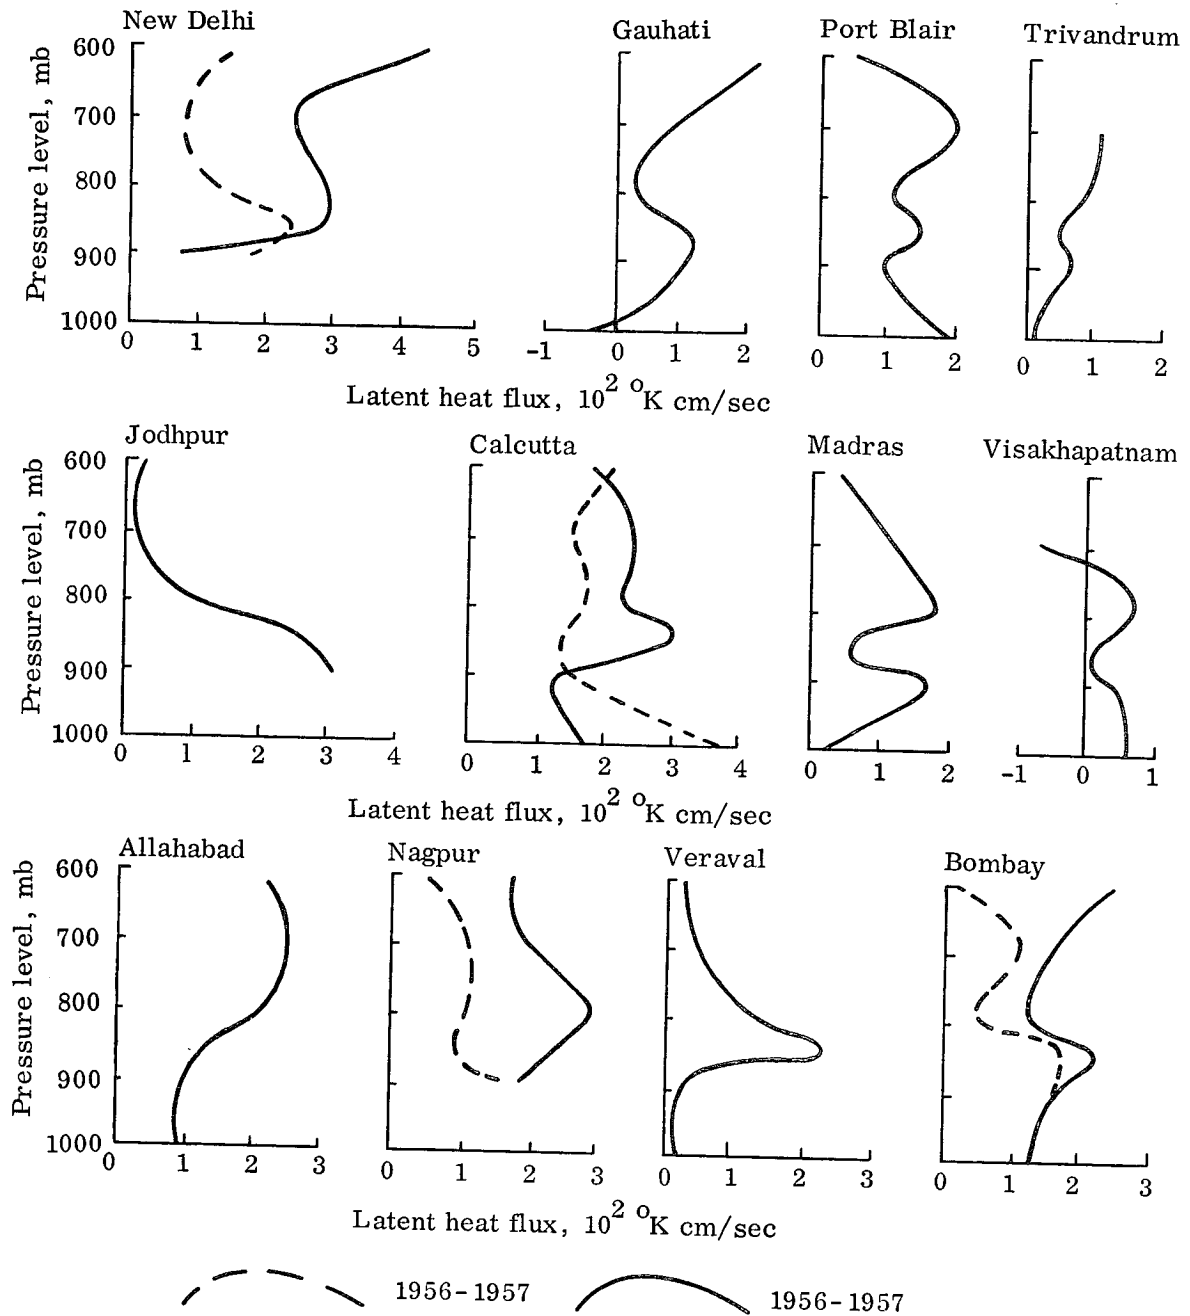 New Delhi
Gauhati
Port Blair
Trivandrum
Pressure level, mb
600
700
800
900
1000
0 1 2 3 4 5
-1 0 1 2
0 1 2
0 1 2
Latent heat flux, 10² °K cm/sec
Jodhpur
Calcutta
Madras
Visakhapatnam
Pressure level, mb
600
700
800
900
1000
0 1 2 3 4
0 1 2 3 4
0 1 2
-1 0 1
Latent heat flux, 10² °K cm/sec
Allahabad
Nagpur
Veraval
Bombay
Pressure level, mb
600
700
800
900
1000
0 1 2 3
0 1 2 3
0 1 2 3
0 1 2 3
Latent heat flux, 10² °K cm/sec
1956-1957
1956-1957